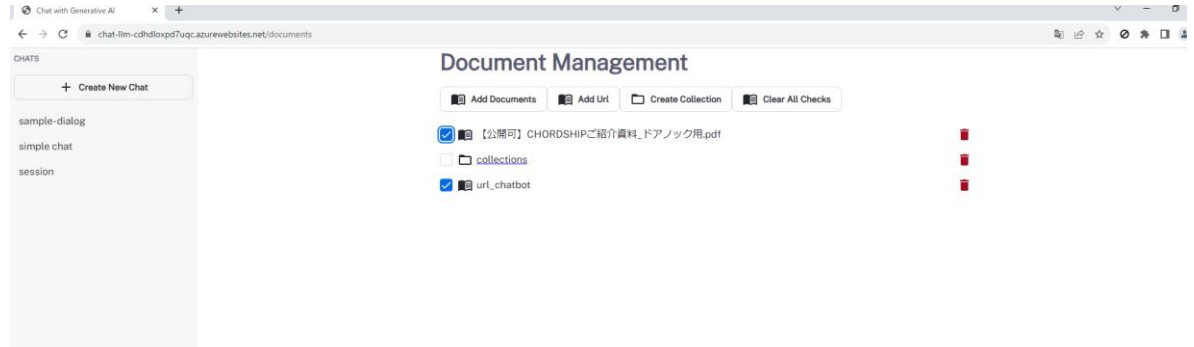 Chat with Generative AI
chat-llm-cdhdloxpd7uqc.azurewebsites.net/documents
CHATS
+ Create New Chat
sample-dialog
simple chat
session
Document Management
Add Documents Add Url Create Collection Clear All Checks
【公開可】CHORDSHIPご紹介資料_ドアノック用.pdf
collections
url_chatbot